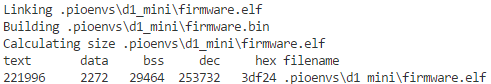 Linking .pioenvs\d1_mini\firmware.elf
Building .pioenvs\d1_mini\firmware.bin
Calculating size .pioenvs\d1_mini\firmware.elf
text data bss dec hex filename
221996 2272 29464 253732 3df24 .pioenvs\d1_mini\firmware.elf